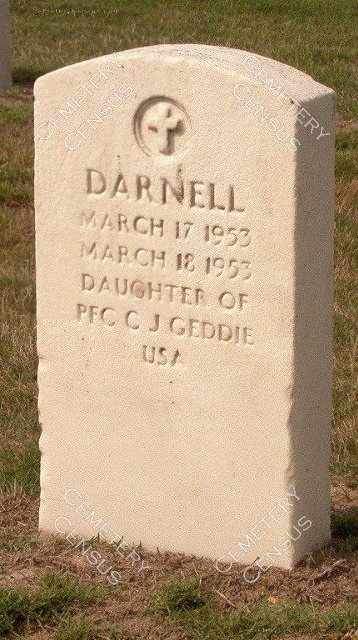 CEMETERY
CENSUS
CEMETERY
CENSUS
DARNELL
MARCH 17 1953
MARCH 18 1953
DAUGHTER OF
PFC C J GEDDIE
USA
CEMETERY
CENSUS
CEMETERY
CENSUS